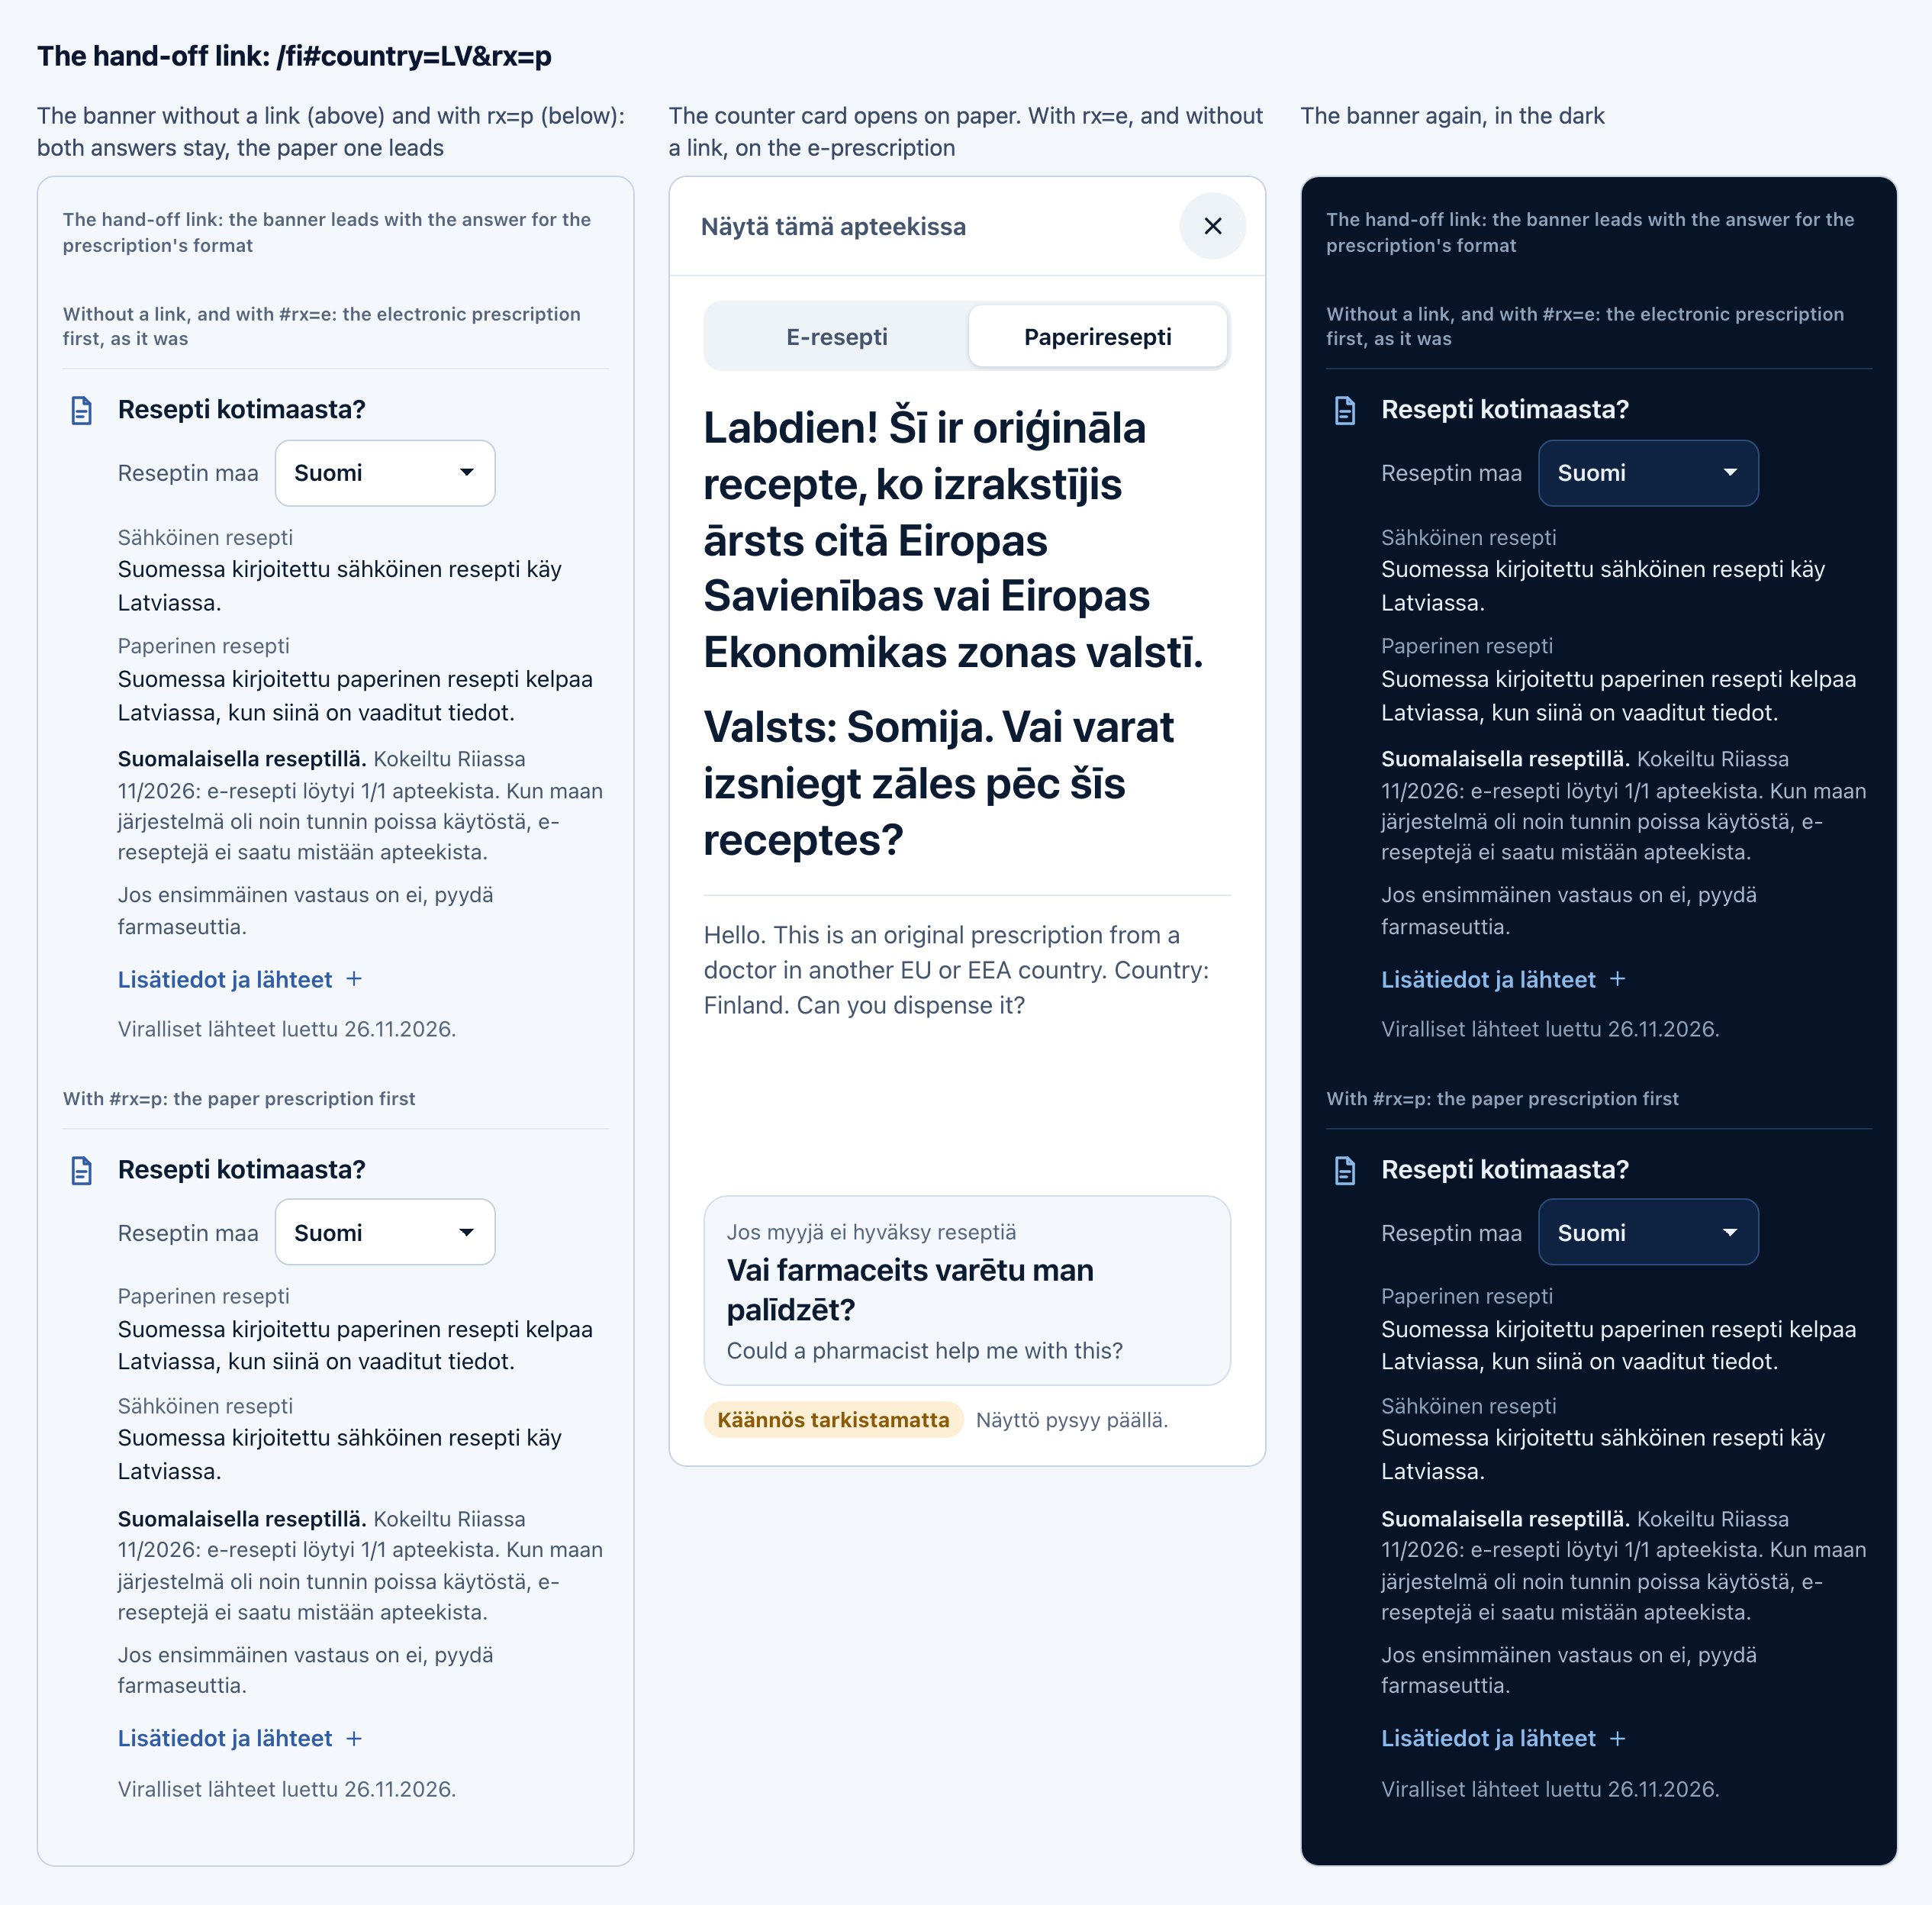 The hand-off link: /fi#country=LV&rx=p
The banner without a link (above) and with rx=p (below):
both answers stay, the paper one leads
The hand-off link: the banner leads with the answer for the
prescription's format
Without a link, and with #rx=e: the electronic prescription
first, as it was
Resepti kotimaasta?
Reseptin maa
Suomi
Sähköinen resepti
Suomessa kirjoitettu sähköinen resepti käy
Latviassa.
Paperinen resepti
Suomessa kirjoitettu paperinen resepti kelpaa
Latviassa, kun siinä on vaaditut tiedot.
Suomalaisella reseptillä. Kokeiltu Riiassa
11/2026: e-resepti löytyi 1/1 apteekista. Kun maan
järjestelmä oli noin tunnin poissa käytöstä, e-
reseptejä ei saatu mistään apteekista.
Jos ensimmäinen vastaus on ei, pyydä
farmaseuttia.
Lisätiedot ja lähteet +
Viralliset lähteet luettu 26.11.2026.
With #rx=p: the paper prescription first
Resepti kotimaasta?
Reseptin maa
Suomi
Paperinen resepti
Suomessa kirjoitettu paperinen resepti kelpaa
Latviassa, kun siinä on vaaditut tiedot.
Sähköinen resepti
Suomessa kirjoitettu sähköinen resepti käy
Latviassa.
Suomalaisella reseptillä. Kokeiltu Riiassa
11/2026: e-resepti löytyi 1/1 apteekista. Kun maan
järjestelmä oli noin tunnin poissa käytöstä, e-
reseptejä ei saatu mistään apteekista.
Jos ensimmäinen vastaus on ei, pyydä
farmaseuttia.
Lisätiedot ja lähteet +
Viralliset lähteet luettu 26.11.2026.
The counter card opens on paper. With rx=e, and without
a link, on the e-prescription
Näytä tämä apteekissa
E-resepti
Paperiresepti
Labdien! Šī ir oriģināla
recepte, ko izrakstījis
ārsts citā Eiropas
Savienības vai Eiropas
Ekonomikas zonas valstī.
Valsts: Somija. Vai varat
izsniegt zāles pēc šīs
receptes?
Hello. This is an original prescription from a
doctor in another EU or EEA country. Country:
Finland. Can you dispense it?
Jos myyjä ei hyväksy reseptiä
Vai farmaceits varētu man
palīdzēt?
Could a pharmacist help me with this?
Käännös tarkistamatta
Näyttö pysyy päällä.
The banner again, in the dark
The hand-off link: the banner leads with the answer for the
prescription's format
Without a link, and with #rx=e: the electronic prescription
first, as it was
Resepti kotimaasta?
Reseptin maa
Suomi
Sähköinen resepti
Suomessa kirjoitettu sähköinen resepti käy
Latviassa.
Paperinen resepti
Suomessa kirjoitettu paperinen resepti kelpaa
Latviassa, kun siinä on vaaditut tiedot.
Suomalaisella reseptillä. Kokeiltu Riiassa
11/2026: e-resepti löytyi 1/1 apteekista. Kun maan
järjestelmä oli noin tunnin poissa käytöstä, e-
reseptejä ei saatu mistään apteekista.
Jos ensimmäinen vastaus on ei, pyydä
farmaseuttia.
Lisätiedot ja lähteet +
Viralliset lähteet luettu 26.11.2026.
With #rx=p: the paper prescription first
Resepti kotimaasta?
Reseptin maa
Suomi
Paperinen resepti
Suomessa kirjoitettu paperinen resepti kelpaa
Latviassa, kun siinä on vaaditut tiedot.
Sähköinen resepti
Suomessa kirjoitettu sähköinen resepti käy
Latviassa.
Suomalaisella reseptillä. Kokeiltu Riiassa
11/2026: e-resepti löytyi 1/1 apteekista. Kun maan
järjestelmä oli noin tunnin poissa käytöstä, e-
reseptejä ei saatu mistään apteekista.
Jos ensimmäinen vastaus on ei, pyydä
farmaseuttia.
Lisätiedot ja lähteet +
Viralliset lähteet luettu 26.11.2026.